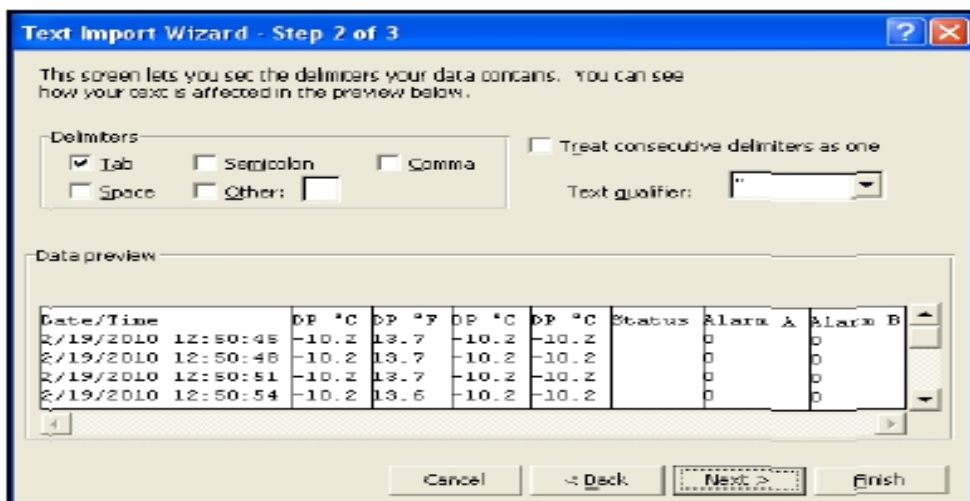 Text Import Wizard - Step 2 of 3
This screen lets you set the delimiters your data contains. You can see
how your text is affected in the preview below.
Delimiters
Tab Semicolon Comma
Space Other:
Treat consecutive delimiters as one
Text qualifier: "
Data preview
Date/Time DP °C DP °F DP °C DP °C Status Alarm A Alarm B
2/19/2010 12:50:45 -10.2 13.7 -10.2 -10.2 0 0
2/19/2010 12:50:48 -10.2 13.7 -10.2 -10.2 0 0
2/19/2010 12:50:51 -10.2 13.7 -10.2 -10.2 0 0
2/19/2010 12:50:54 -10.2 13.6 -10.2 -10.2 0 0
Cancel < Back Next > Finish